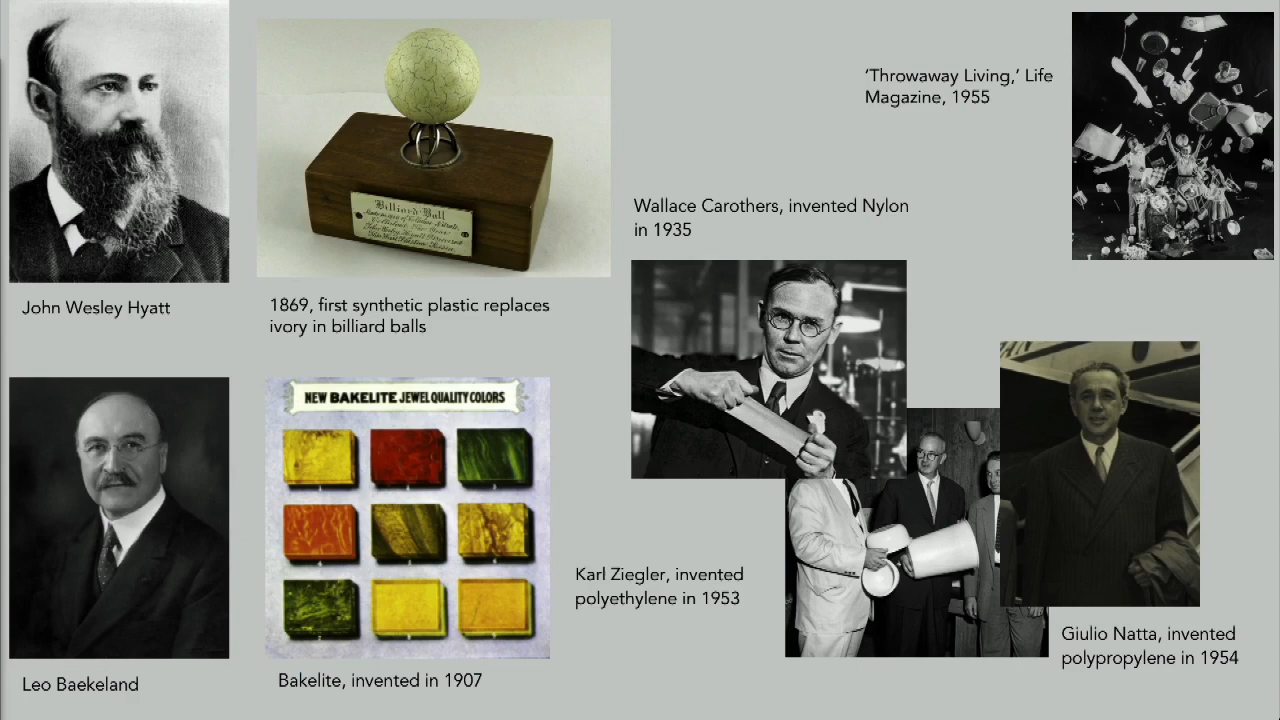 John Wesley Hyatt
Billiard Ball
1869, first synthetic plastic replaces
ivory in billiard balls
‘Throwaway Living,’ Life
Magazine, 1955
Wallace Carothers, invented Nylon
in 1935
Leo Baekeland
NEW BAKELITE JEWEL QUALITY COLORS
Bakelite, invented in 1907
Karl Ziegler, invented
polyethylene in 1953
Giulio Natta, invented
polypropylene in 1954